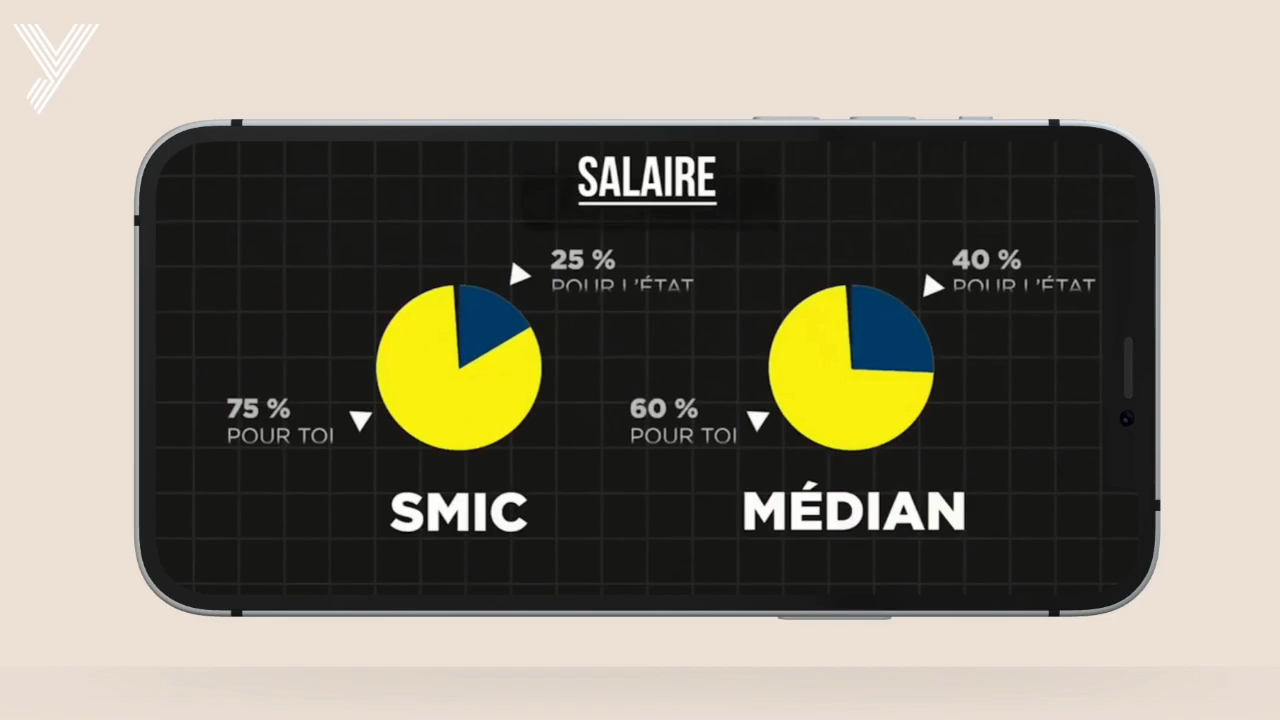 SALAIRE
25 %
POUR L'ÉTAT
75 %
POUR TOI
SMIC
40 %
POUR L'ÉTAT
60 %
POUR TOI
MÉDIAN